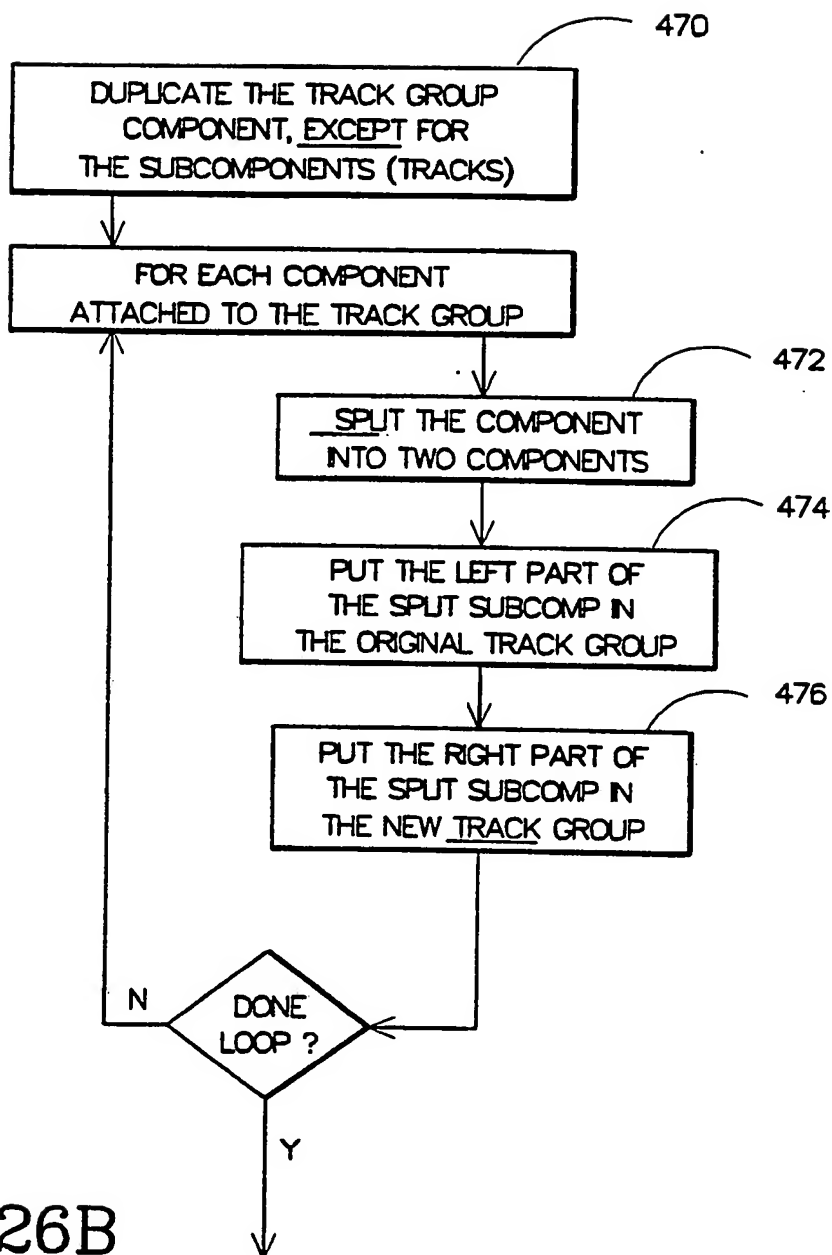 470
DUPLICATE THE TRACK GROUP
COMPONENT, EXCEPT FOR
THE SUBCOMPONENTS (TRACKS)
FOR EACH COMPONENT
ATTACHED TO THE TRACK GROUP
472
SPLIT THE COMPONENT
INTO TWO COMPONENTS
474
PUT THE LEFT PART OF
THE SPLIT SUBCOMP IN
THE ORIGINAL TRACK GROUP
476
PUT THE RIGHT PART OF
THE SPLIT SUBCOMP IN
THE NEW TRACK GROUP
N
DONE
LOOP ?
Y
26B